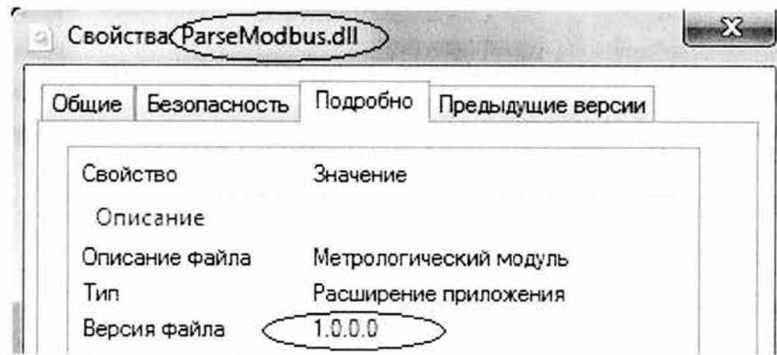 Свойства: ParseModbus.dll
Общие Безопасность Подробно Предыдущие версии
Свойство Значение
Описание
Описание файла Метрологический модуль
Тип Расширение приложения
Версия файла 1.0.0.0